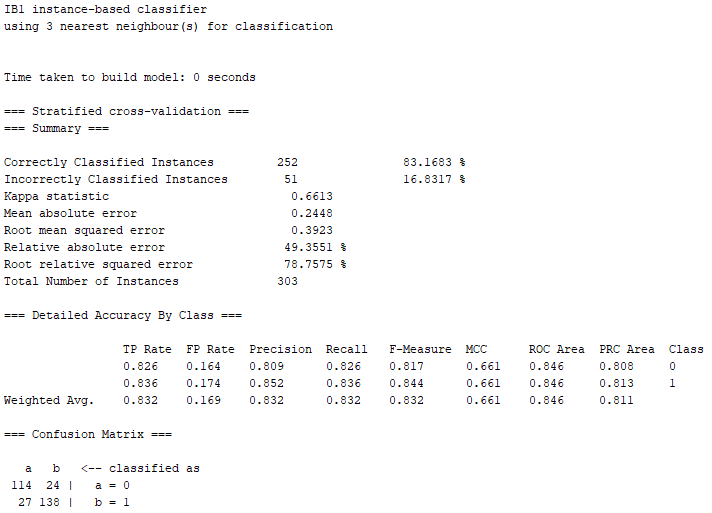 IB1 instance-based classifier
using 3 nearest neighbour(s) for classification
Time taken to build model: 0 seconds
=== Stratified cross-validation ===
=== Summary ===
Correctly Classified Instances 252 83.1683 %
Incorrectly Classified Instances 51 16.8317 %
Kappa statistic 0.6613
Mean absolute error 0.2448
Root mean squared error 0.3923
Relative absolute error 49.3551 %
Root relative squared error 78.7575 %
Total Number of Instances 303
=== Detailed Accuracy By Class ===
TP Rate FP Rate Precision Recall F-Measure MCC ROC Area PRC Area Class
0.826 0.164 0.809 0.826 0.817 0.661 0.846 0.808 0
0.836 0.174 0.852 0.836 0.844 0.661 0.846 0.813 1
Weighted Avg. 0.832 0.169 0.832 0.832 0.832 0.661 0.846 0.811
=== Confusion Matrix ===
a b <-- classified as
114 24 | a = 0
27 138 | b = 1